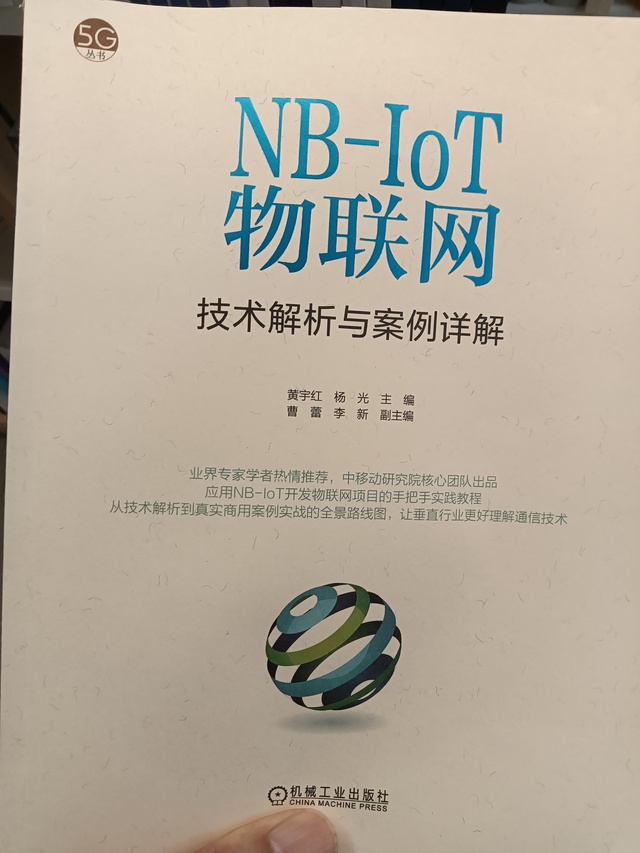 5G
丛书
NB-IoT
物联网
技术解析与案例详解
黄宇红 杨 光 主 编
曹 蕾 李 新 副主编
业界专家学者热情推荐，中移动研究院核心团队出品
应用NB-IoT开发物联网项目的手把手实践教程
从技术解析到真实商用案例实战的全景路线图，让垂直行业更好理解通信技术
机械工业出版社
CHINA MACHINE PRESS